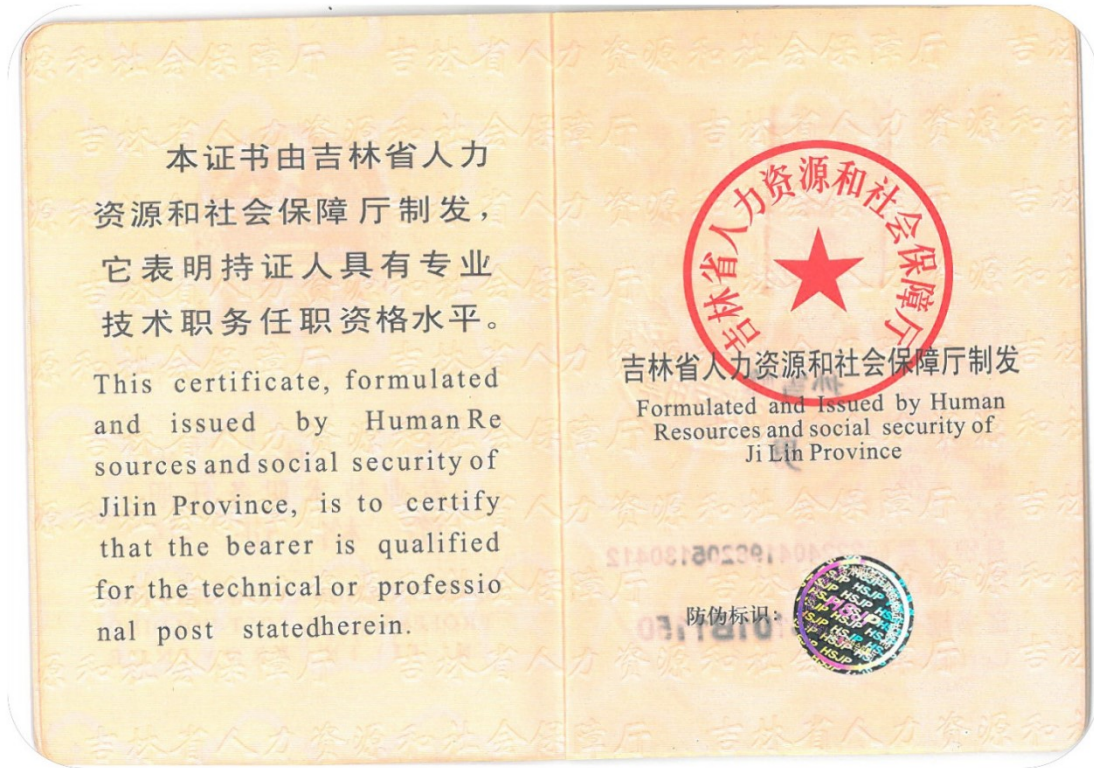 本证书由吉林省人力
资源和社会保障厅制发，
它表明持证人具有专业
技术职务任职资格水平。
This certificate, formulated
and issued by Human Re
sources and social security of
Jilin Province, is to certify
that the bearer is qualified
for the technical or professio
nal post statedherein.
吉林省人力资源和社会保障厅
吉林省人力资源和社会保障厅制发
Formulated and Issued by Human
Resources and social security of
Ji Lin Province
防伪标识：
HSJP